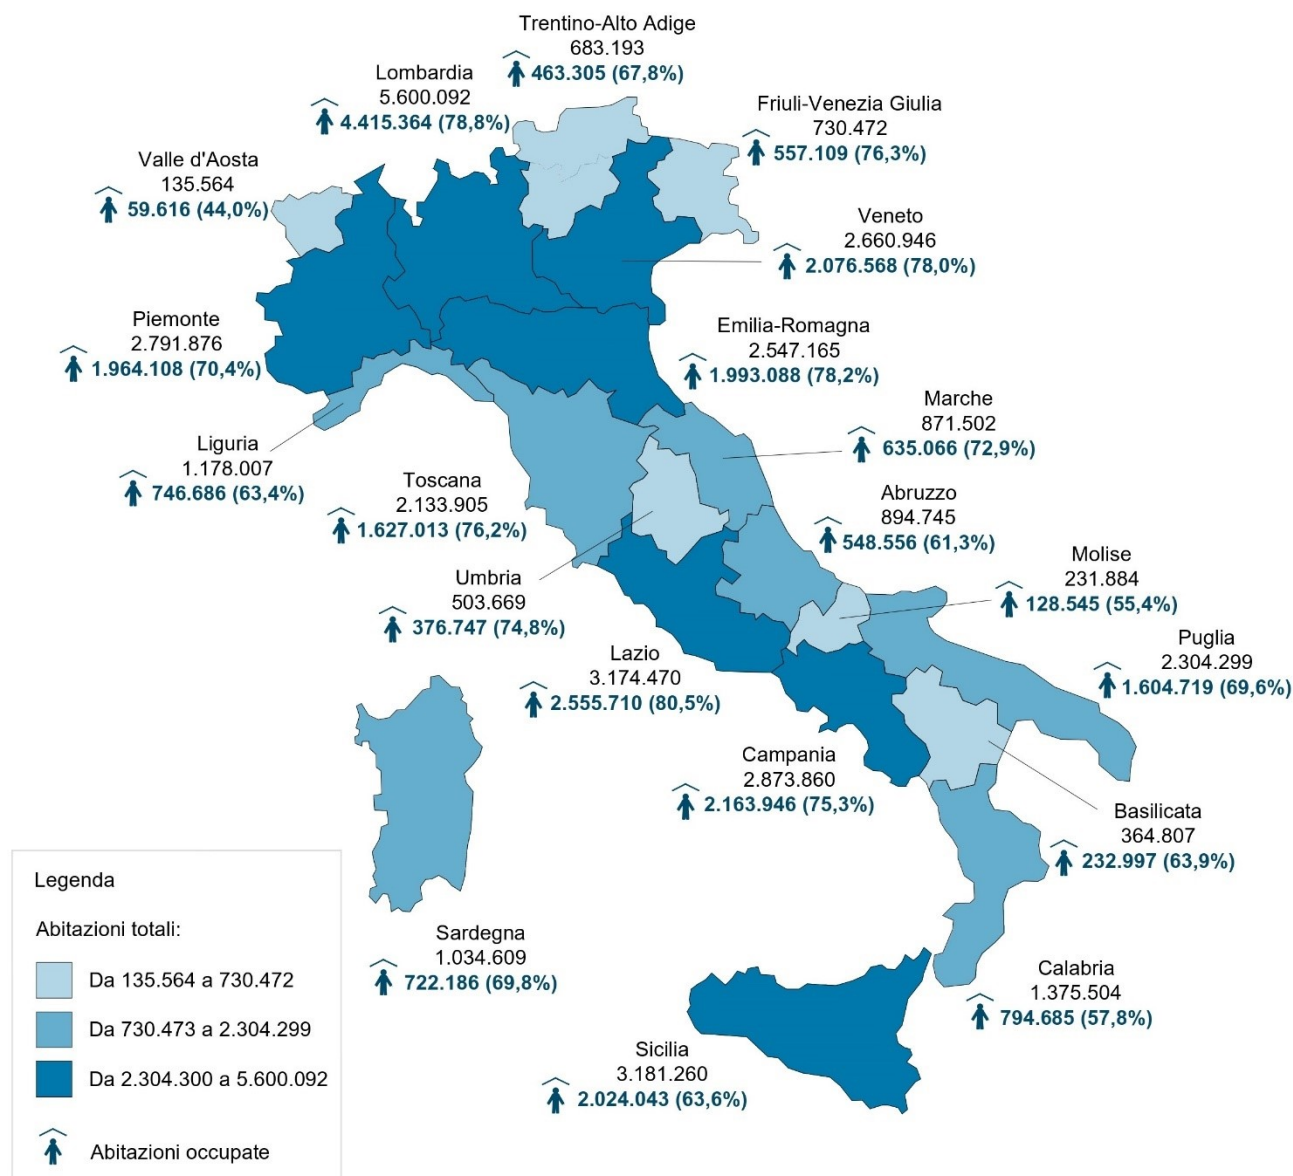 Trentino-Alto Adige
683.193
463.305 (67,8%)
Lombardia
5.600.092
4.415.364 (78,8%)
Friuli-Venezia Giulia
730.472
557.109 (76,3%)
Valle d'Aosta
135.564
59.616 (44,0%)
Veneto
2.660.946
2.076.568 (78,0%)
Piemonte
2.791.876
1.964.108 (70,4%)
Emilia-Romagna
2.547.165
1.993.088 (78,2%)
Marche
871.502
635.066 (72,9%)
Liguria
1.178.007
746.686 (63,4%)
Toscana
2.133.905
1.627.013 (76,2%)
Abruzzo
894.745
548.556 (61,3%)
Molise
231.884
128.545 (55,4%)
Umbria
503.669
376.747 (74,8%)
Puglia
2.304.299
1.604.719 (69,6%)
Lazio
3.174.470
2.555.710 (80,5%)
Campania
2.873.860
2.163.946 (75,3%)
Basilicata
364.807
232.997 (63,9%)
Sardegna
1.034.609
722.186 (69,8%)
Calabria
1.375.504
794.685 (57,8%)
Sicilia
3.181.260
2.024.043 (63,6%)
Legenda
Abitazioni totali:
Da 135.564 a 730.472
Da 730.473 a 2.304.299
Da 2.304.300 a 5.600.092
Abitazioni occupate